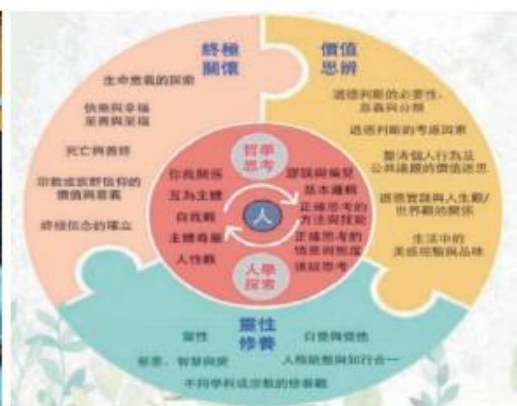 終極
關懷
生命意義的探索
快樂與幸福
至善與至福
死亡與善終
宗教或族群信仰的
價值與意義
終極信念的確立
價值
思辨
道德判斷的必要性、
意義與分類
道德判斷的考慮因素
釐清個人行為及
公共議題的價值迷思
道德實踐與人生觀/
世界觀的關係
生活中的
美感經驗與品味
哲學
思考
你我關係
互為主體
自我觀
主體尊嚴
人性觀
人
謬誤與偏見
基本邏輯
正確思考的
方法與技能
正確思考的
情意與態度
後設思考
人學
探索
靈性
修養
靈性
自覺與覺他
慈悲、智慧與愛
人格統整與知行合一
不同學科或宗教的修養觀